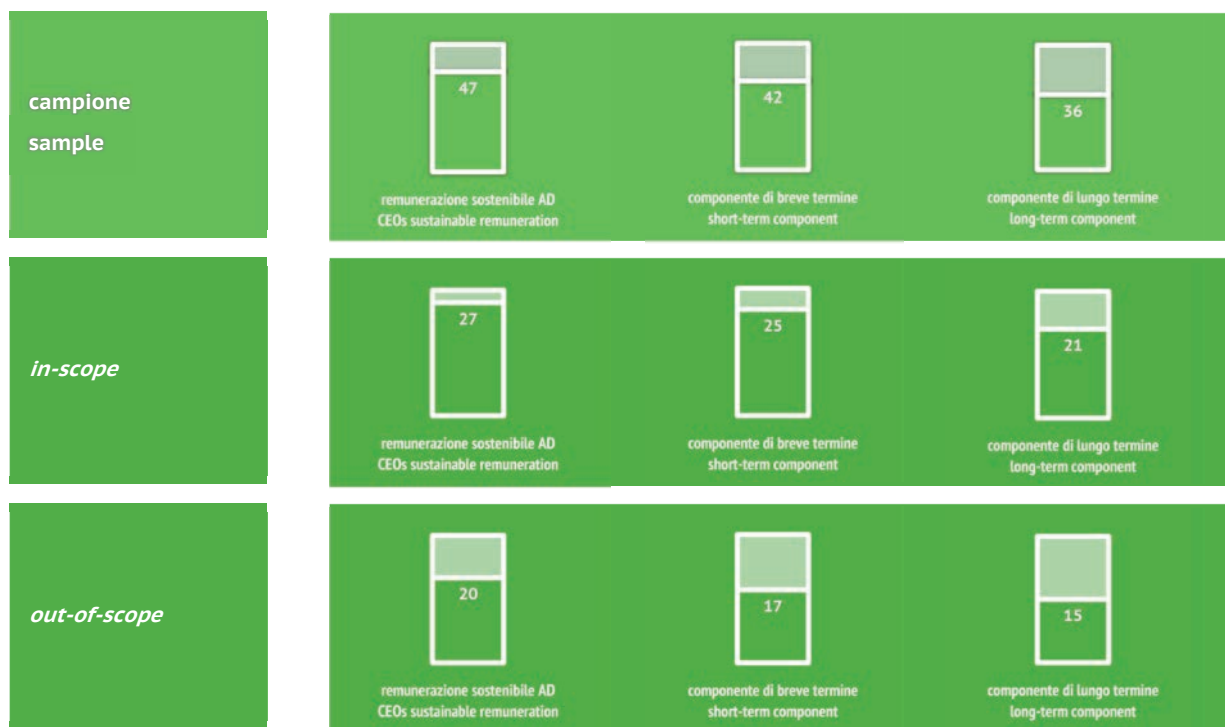 campione
sample
47
remunerazione sostenibile AD
CEOs sustainable remuneration
42
componente di breve termine
short-term component
36
componente di lungo termine
long-term component
in-scope
27
remunerazione sostenibile AD
CEOs sustainable remuneration
25
componente di breve termine
short-term component
21
componente di lungo termine
long-term component
out-of-scope
20
remunerazione sostenibile AD
CEOs sustainable remuneration
17
componente di breve termine
short-term component
15
componente di lungo termine
long-term component